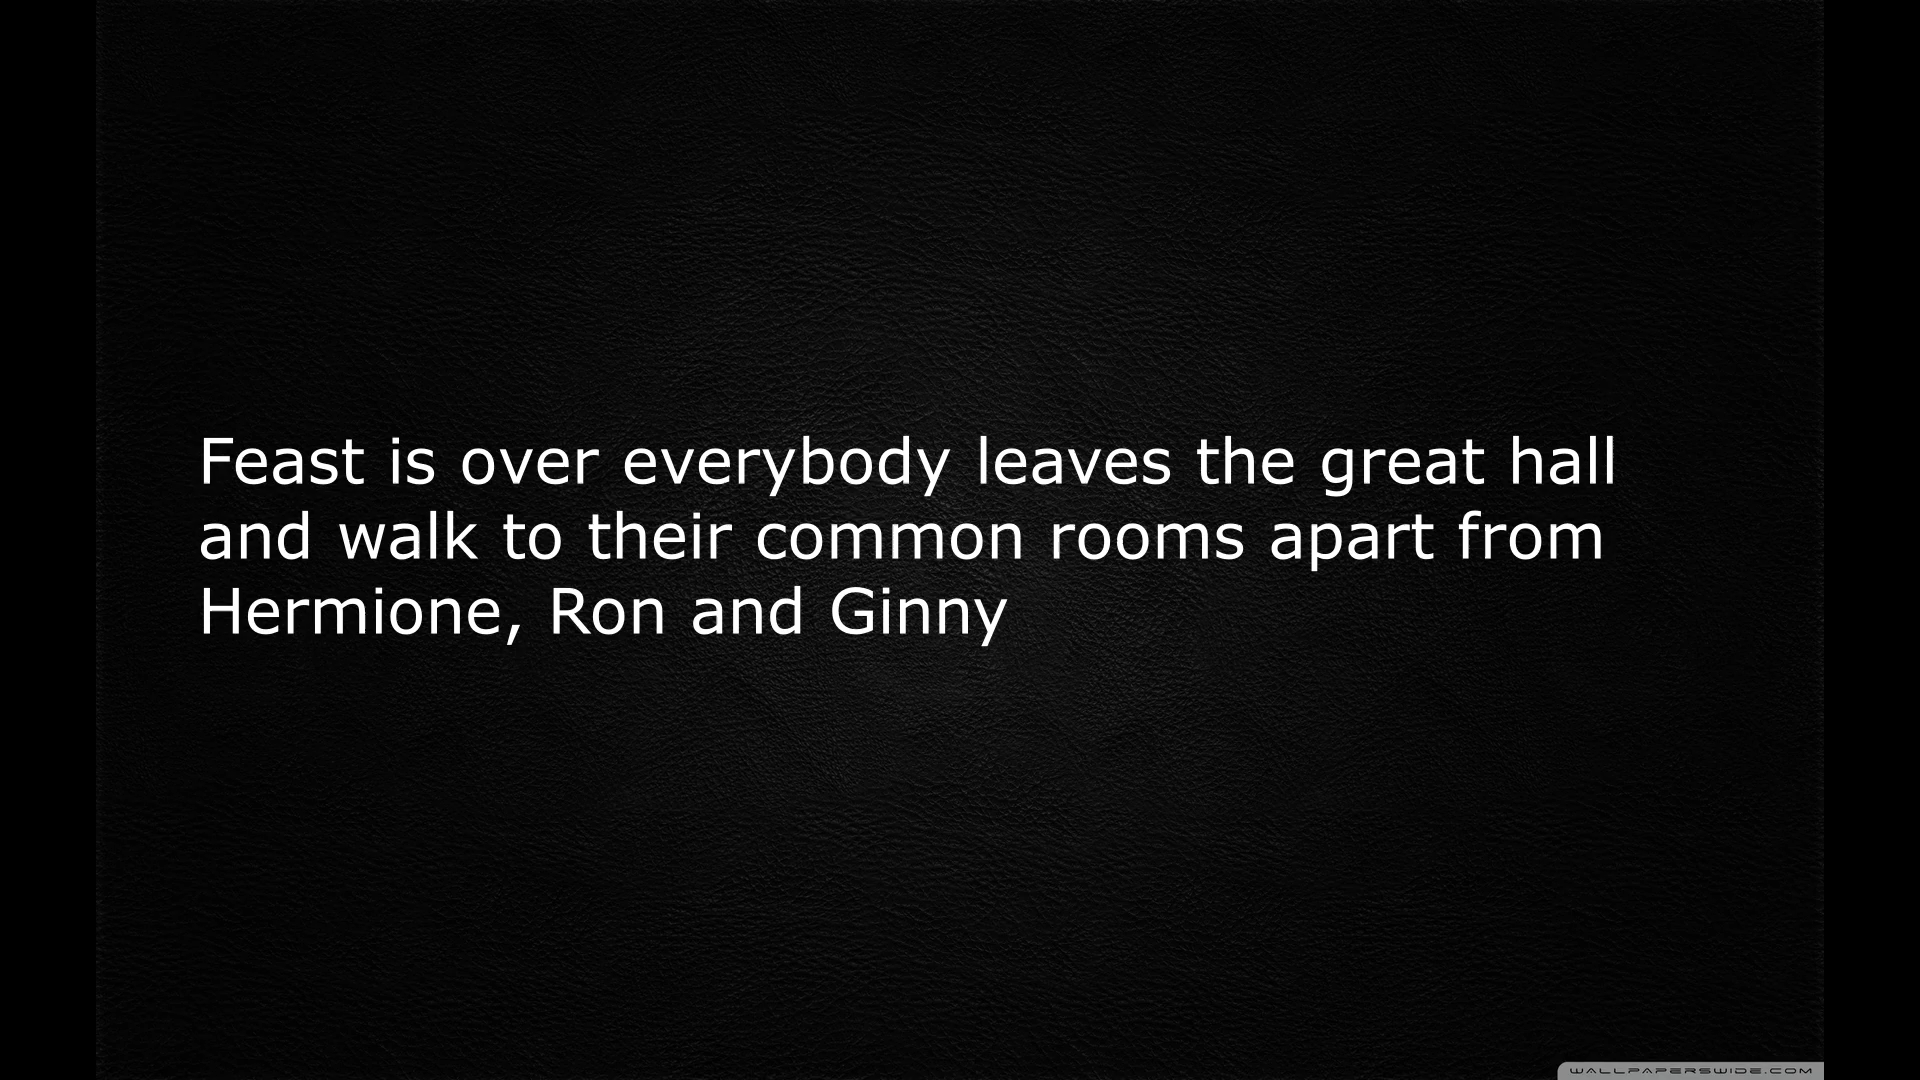 Feast is over everybody leaves the great hall
and walk to their common rooms apart from
Hermione, Ron and Ginny
WALLPAPERSWIDE.COM